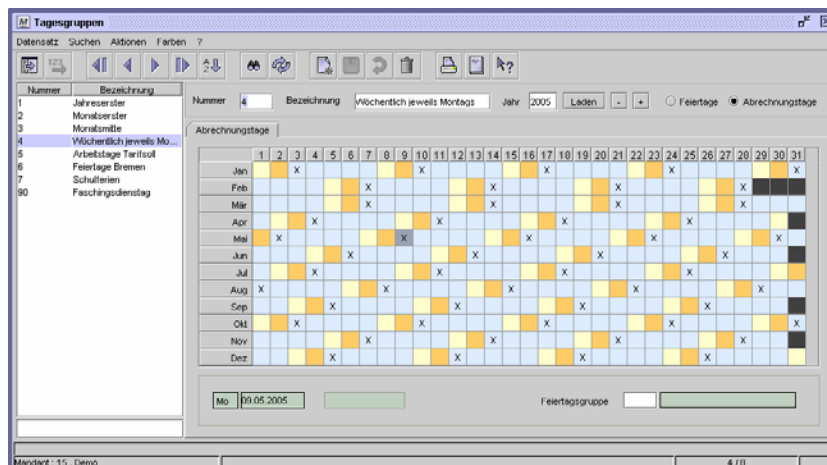 Tagesgruppen
Datensatz Suchen Aktionen Farben ?
Nummer Bezeichnung
1 Jahreserster
2 Monatserster
3 Monatsmitte
4 Wöchentlich jeweils Mo...
5 Arbeitstage Tarifsoll
6 Feiertage Bremen
7 Schulferien
90 Faschingsdienstag
Nummer 4 Bezeichnung Wöchentlich jeweils Montags Jahr 2005 Laden - + Feiertage Abrechnungstage
Abrechnungstage
1 2 3 4 5 6 7 8 9 10 11 12 13 14 15 16 17 18 19 20 21 22 23 24 25 26 27 28 29 30 31
Jan X X X X X
Feb X X X X
Mär X X X X
Apr X X X X
Mai X X X X X
Jun X X X X
Jul X X X X
Aug X X X X X
Sep X X X X
Okt X X X X X
Nov X X X X
Dez X X X X
Mo 09.05.2005 Feiertagsgruppe
Mandant : 15 Demo 4 / 8